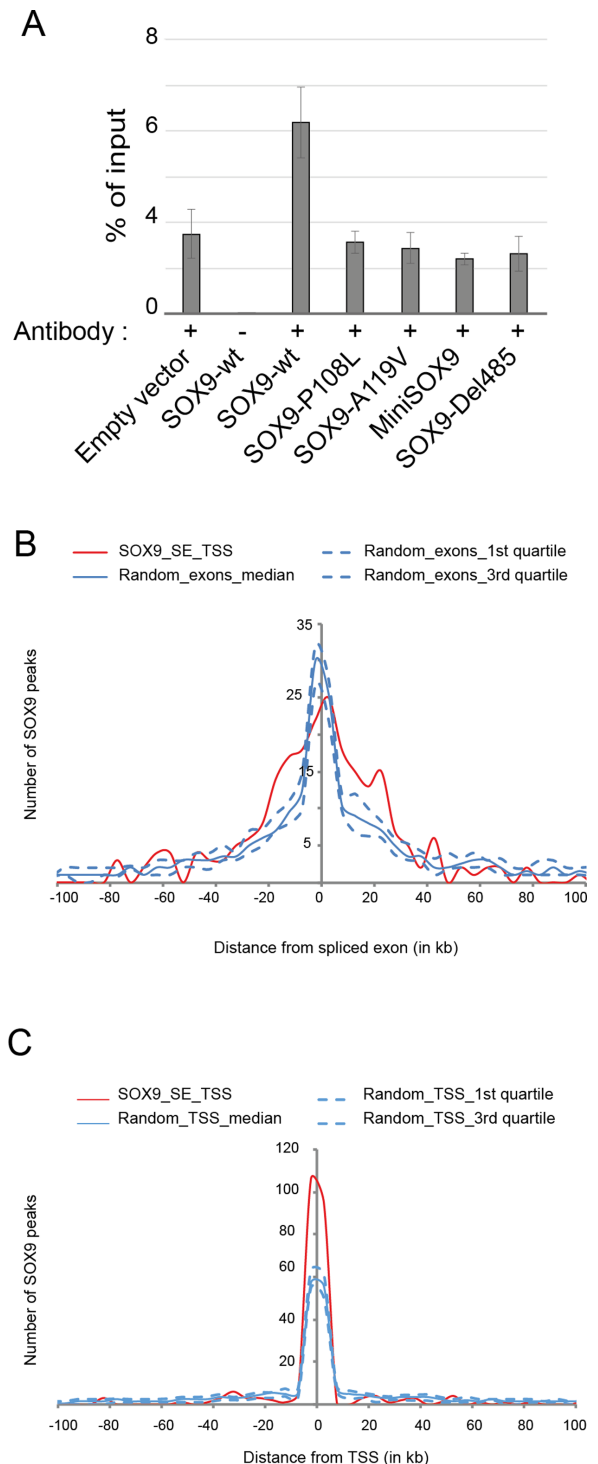 A
8
6
4
0
% of input
Antibody :
+
-
+
+
+
+
+
Empty vector
SOX9-wt
SOX9-wt
SOX9-P108L
SOX9-A119V
MiniSOX9
SOX9-Del485
B
SOX9_SE_TSS
Random_exons_1st quartile
Random_exons_median
Random_exons_3rd quartile
Number of SOX9 peaks
35
25
15
5
-100
-80
-60
-40
-20
0
20
40
60
80
100
Distance from spliced exon (in kb)
C
SOX9_SE_TSS
Random_TSS_1st quartile
Random_TSS_median
Random_TSS_3rd quartile
Number of SOX9 peaks
120
100
80
60
40
20
-100
-80
-60
-40
-20
0
20
40
60
80
100
Distance from TSS (in kb)